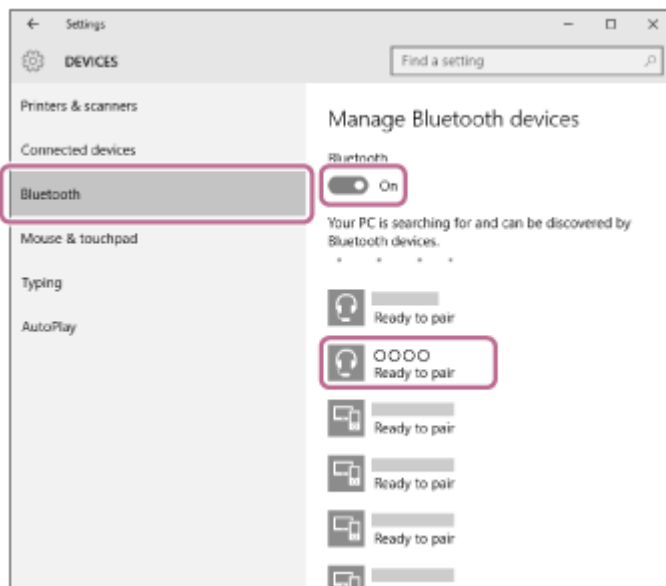 Settings
DEVICES
Find a setting
Printers & scanners
Connected devices
Bluetooth
Mouse & touchpad
Typing
AutoPlay
Manage Bluetooth devices
Bluetooth
On
Your PC is searching for and can be discovered by
Bluetooth devices.
Ready to pair
OOOO
Ready to pair
Ready to pair
Ready to pair
Ready to pair